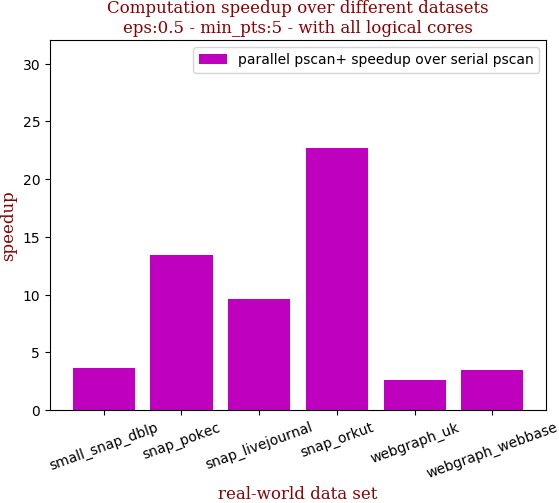 Computation speedup over different datasets
eps:0.5 - min_pts:5 - with all logical cores
parallel pscan+ speedup over serial pscan
speedup
30
25
20
15
10
5
0
small_snap_dblp
snap_pokec
snap_livejournal
snap_orkut
webgraph_uk
webgraph_webbase
real-world data set